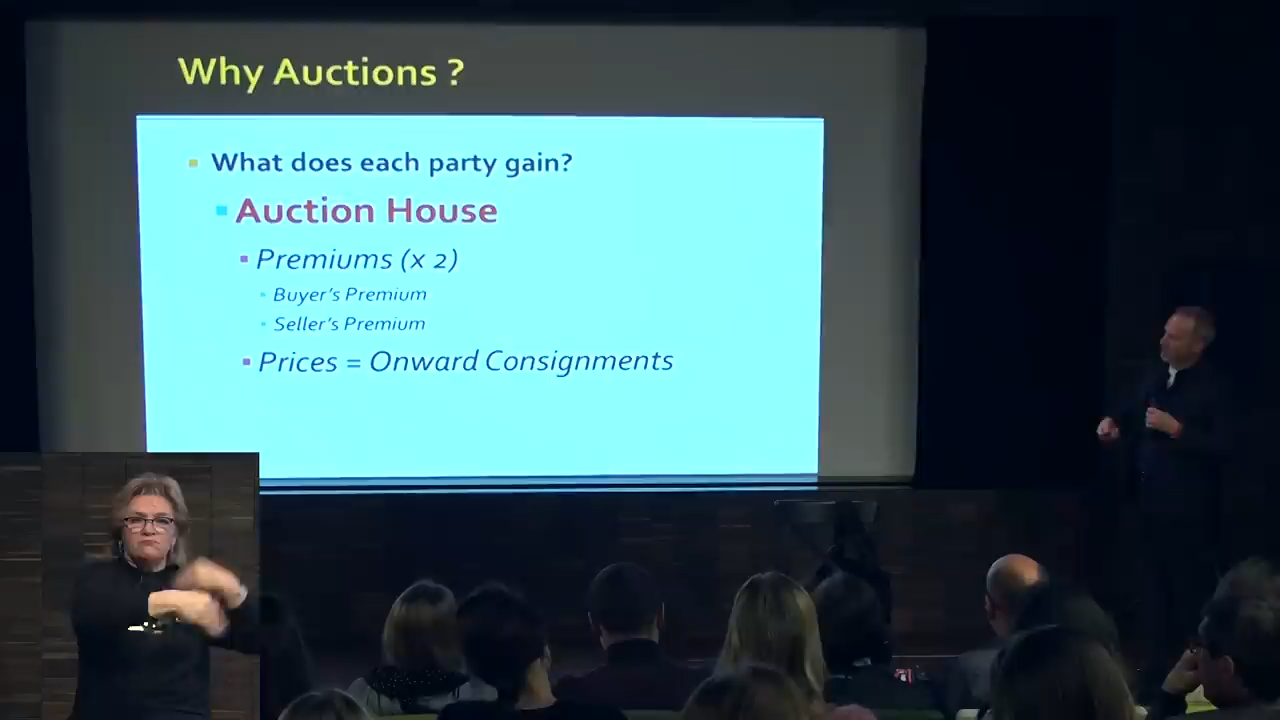 Why Auctions ?
What does each party gain?
Auction House
Premiums (x 2)
Buyer's Premium
Seller's Premium
Prices = Onward Consignments